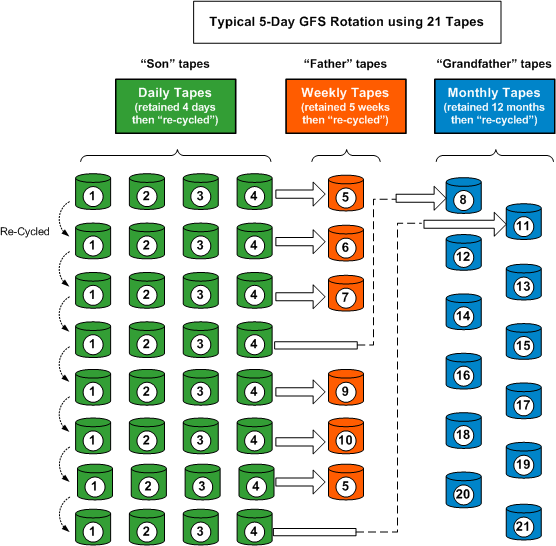 Typical 5-Day GFS Rotation using 21 Tapes
“Son” tapes
“Father” tapes
“Grandfather” tapes
Daily Tapes
(retained 4 days
then “re-cycled”)
Weekly Tapes
(retained 5 weeks
then “re-cycled”)
Monthly Tapes
(retained 12 months
then “re-cycled”)
1 2 3 4 5 8
11
Re-Cycled
1 2 3 4 6 12
13
1 2 3 4 7
14
1 2 3 4
15
16
1 2 3 4 9
17
1 2 3 4 10 18
19
1 2 3 4 5
20
1 2 3 4
21